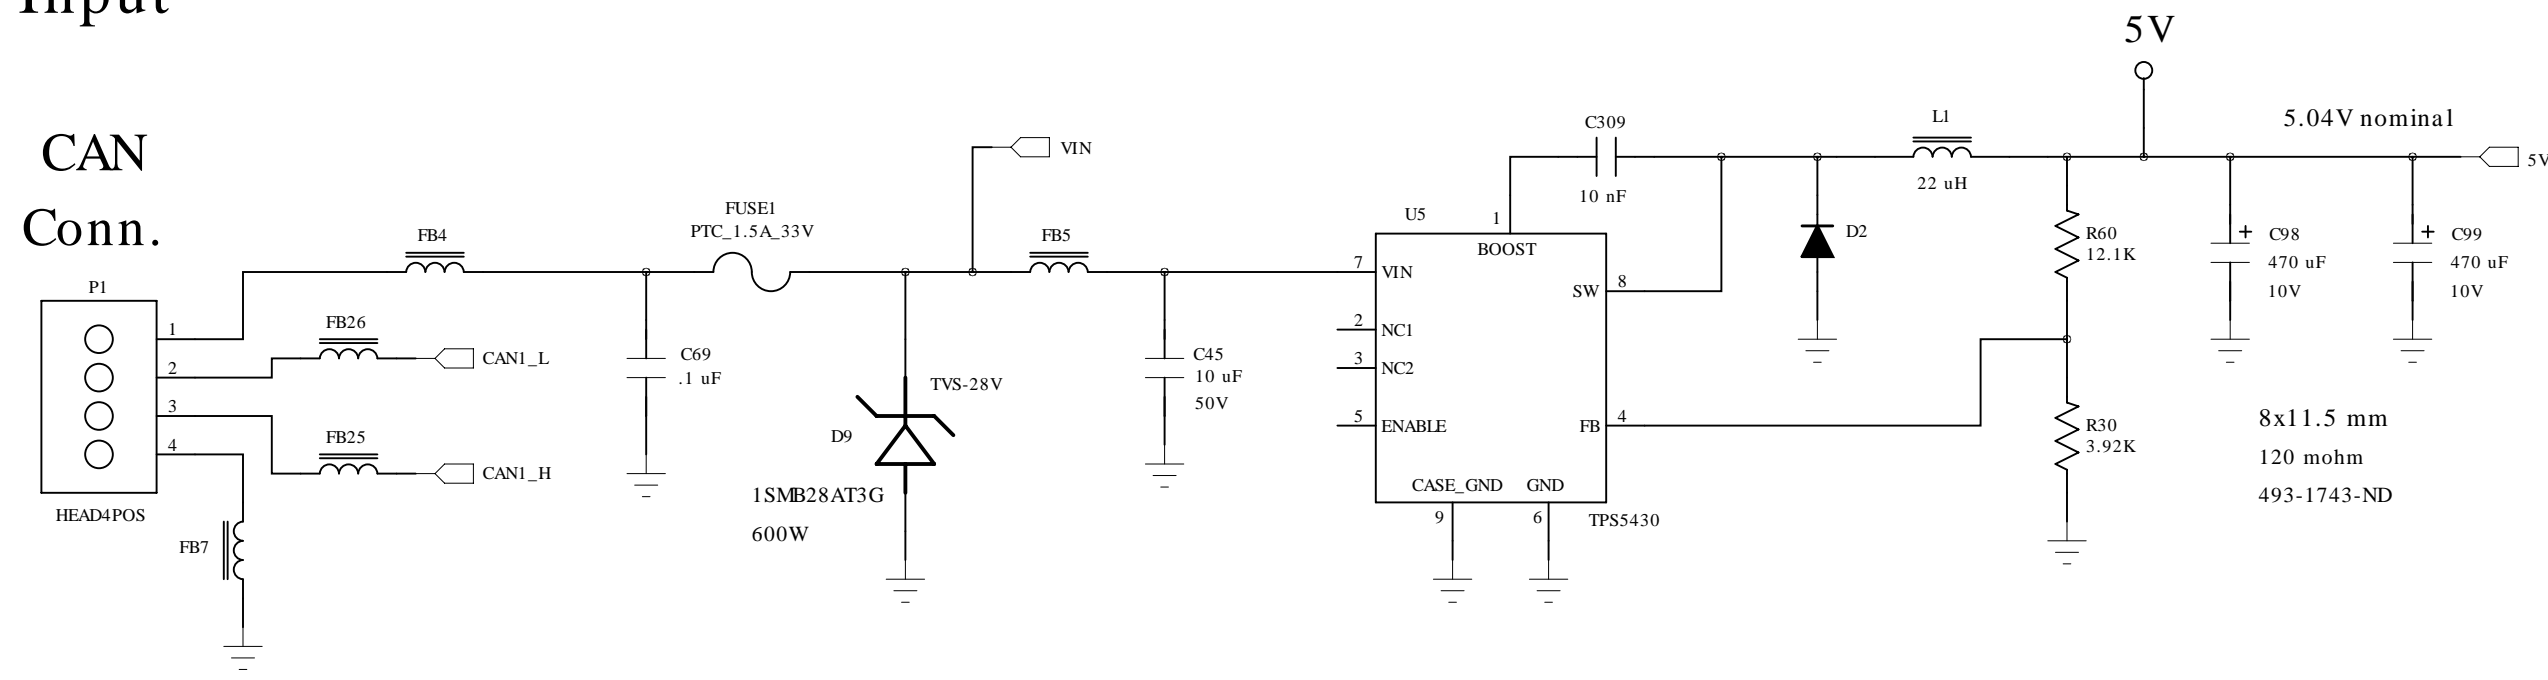 Input
CAN
Conn.
P1
1
2
3
4
HEAD4POS
FB4
FB26
CAN1_L
FB25
CAN1_H
FB7
C69
.1 uF
FUSE1
PTC_1.5A_33V
VIN
TVS-28V
D9
1SMB28AT3G
600W
FB5
C45
10 uF
50V
U5
1
BOOST
7 VIN
SW 8
2 NC1
3 NC2
5 ENABLE
FB 4
CASE_GND GND
9 6
TPS5430
C309
10 nF
D2
L1
22 uH
R60
12.1K
R30
3.92K
5V
5.04V nominal
5V
C98
470 uF
10V
C99
470 uF
10V
8x11.5 mm
120 mohm
493-1743-ND